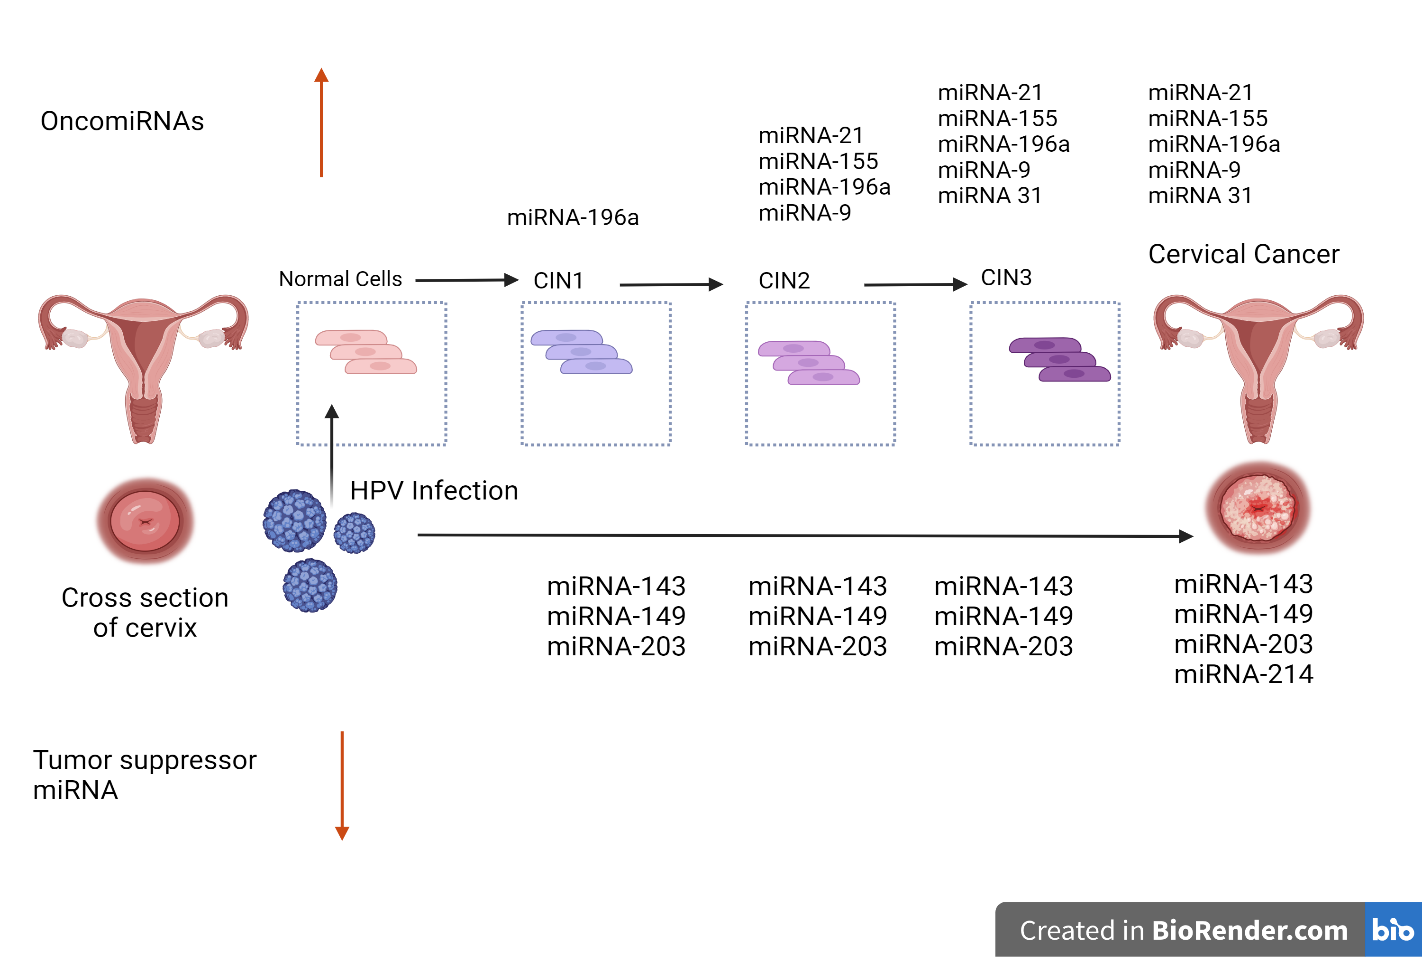 OncomiRNAs
miRNA-196a
miRNA-21
miRNA-155
miRNA-196a
miRNA-9
miRNA-21
miRNA-155
miRNA-196a
miRNA-9
miRNA 31
miRNA-21
miRNA-155
miRNA-196a
miRNA-9
miRNA 31
Normal Cells
CIN1
CIN2
CIN3
Cervical Cancer
HPV Infection
Cross section
of cervix
miRNA-143
miRNA-149
miRNA-203
miRNA-143
miRNA-149
miRNA-203
miRNA-143
miRNA-149
miRNA-203
miRNA-143
miRNA-149
miRNA-203
miRNA-214
Tumor suppressor
miRNA
Created in BioRender.com bio